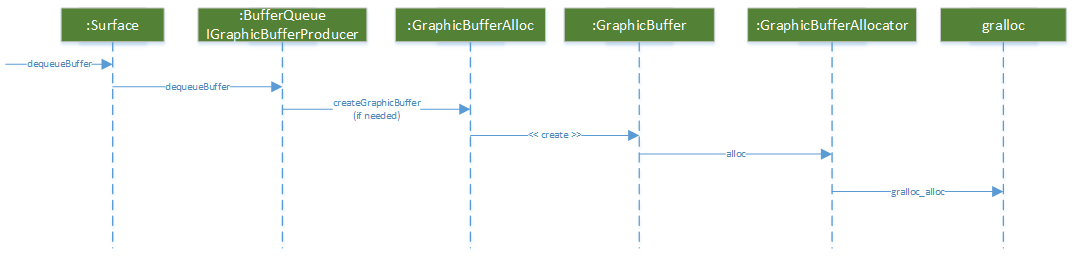 :Surface
:BufferQueue
IGraphicBufferProducer
:GraphicBufferAlloc
:GraphicBuffer
:GraphicBufferAllocator
gralloc
dequeueBuffer
dequeueBuffer
createGraphicBuffer
(if needed)
<< create >>
alloc
gralloc_alloc